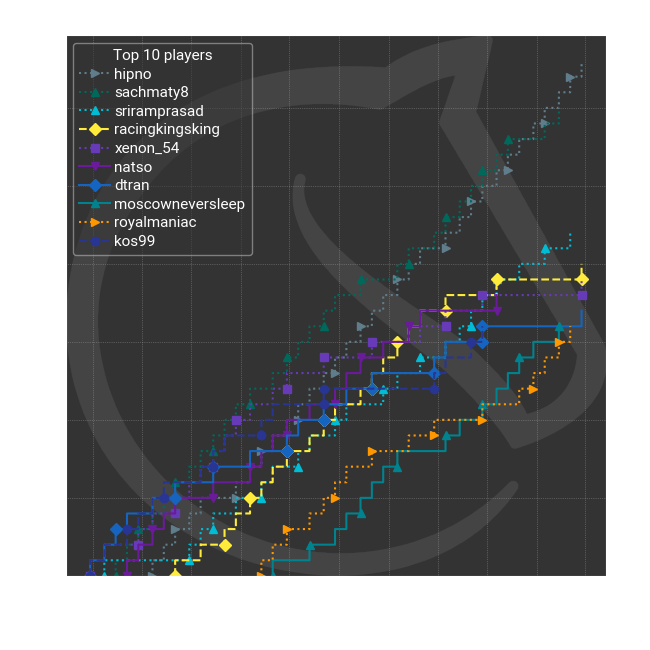 Top 10 players
hipno
sachmaty8
sriramprasad
racingkingsking
xenon_54
natso
dtran
moscowneversleep
royalmaniac
kos99